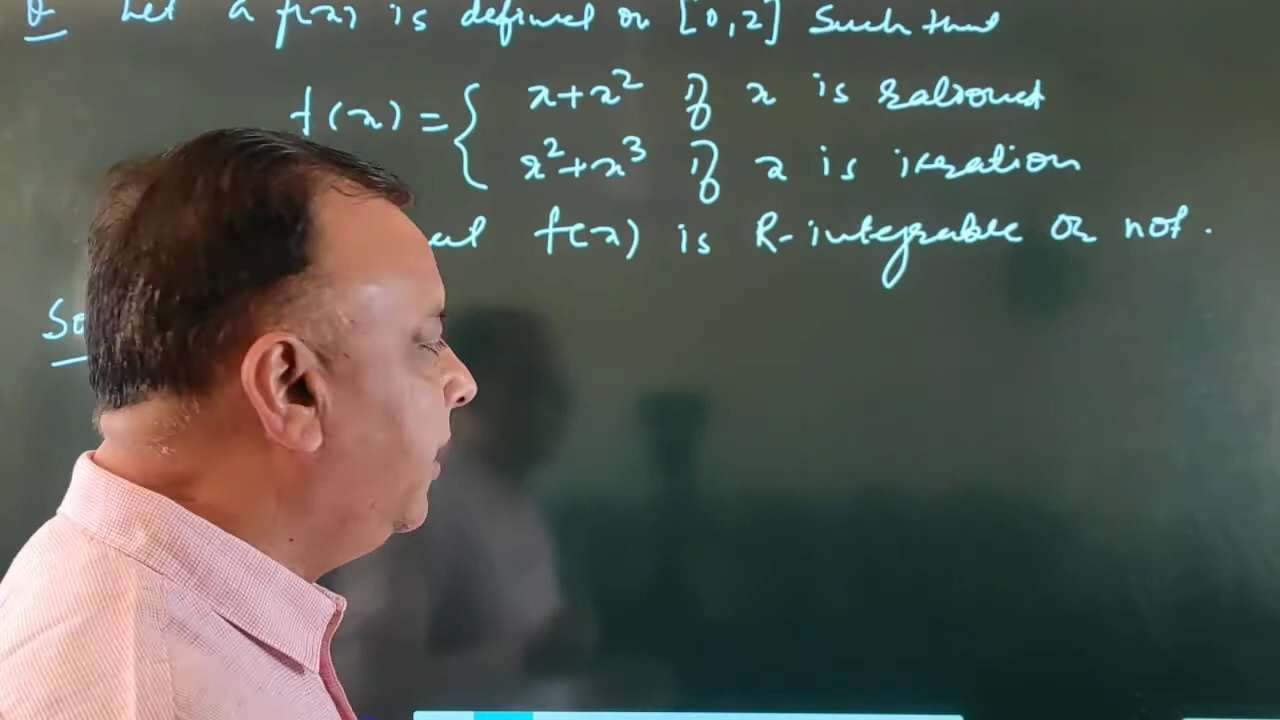 Q Let a f(x) is defined on [0,2] such that
f(x) = { x+x² if x is rational
x²+x³ if x is irration
f(x) is R-integrable or not.
So